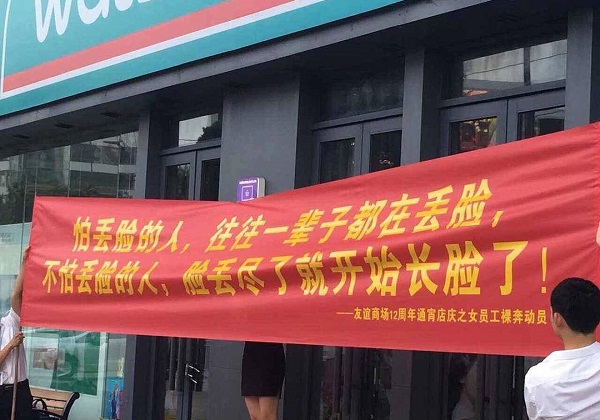 wat
怕丢脸的人，往往一辈子都在丢脸，
不怕丢脸的人，脸丢尽了就开始长脸了！
——友谊商场12周年通宵店庆之女员工裸奔动员